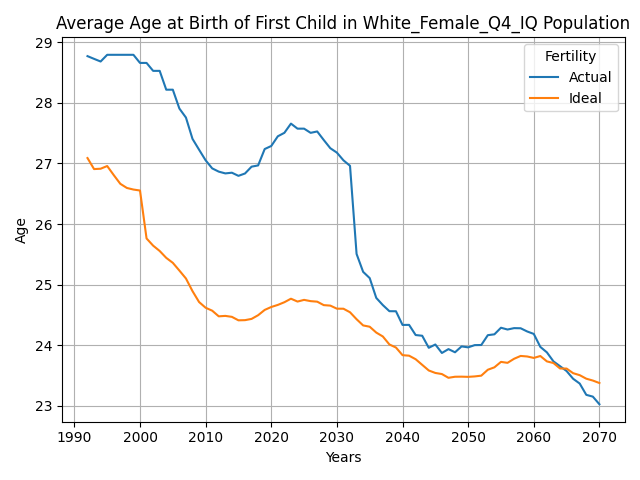 Average Age at Birth of First Child in White_Female_Q4_IQ Population
Fertility
Actual
Ideal
29
28
27
26
25
24
23
Age
1990
2000
2010
2020
2030
2040
2050
2060
2070
Years